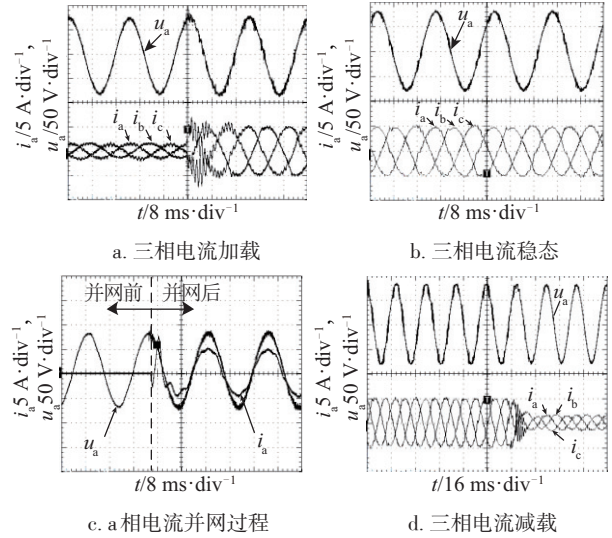 i_a/5 A·div⁻¹,
u_a/50 V·div⁻¹
u_a
i_a i_b i_c
t/8 ms·div⁻¹
a. 三相电流加载
i_a/5 A·div⁻¹,
u_a/50 V·div⁻¹
u_a
i_a i_b i_c
t/8 ms·div⁻¹
b. 三相电流稳态
i_a 5 A·div⁻¹,
u_a 50 V·div⁻¹
并网前 并网后
u_a
i_a
t/8 ms·div⁻¹
c. a相电流并网过程
i_a/5 A·div⁻¹,
u_a/50 V·div⁻¹
u_a
i_a i_b
i_c
t/16 ms·div⁻¹
d. 三相电流减载